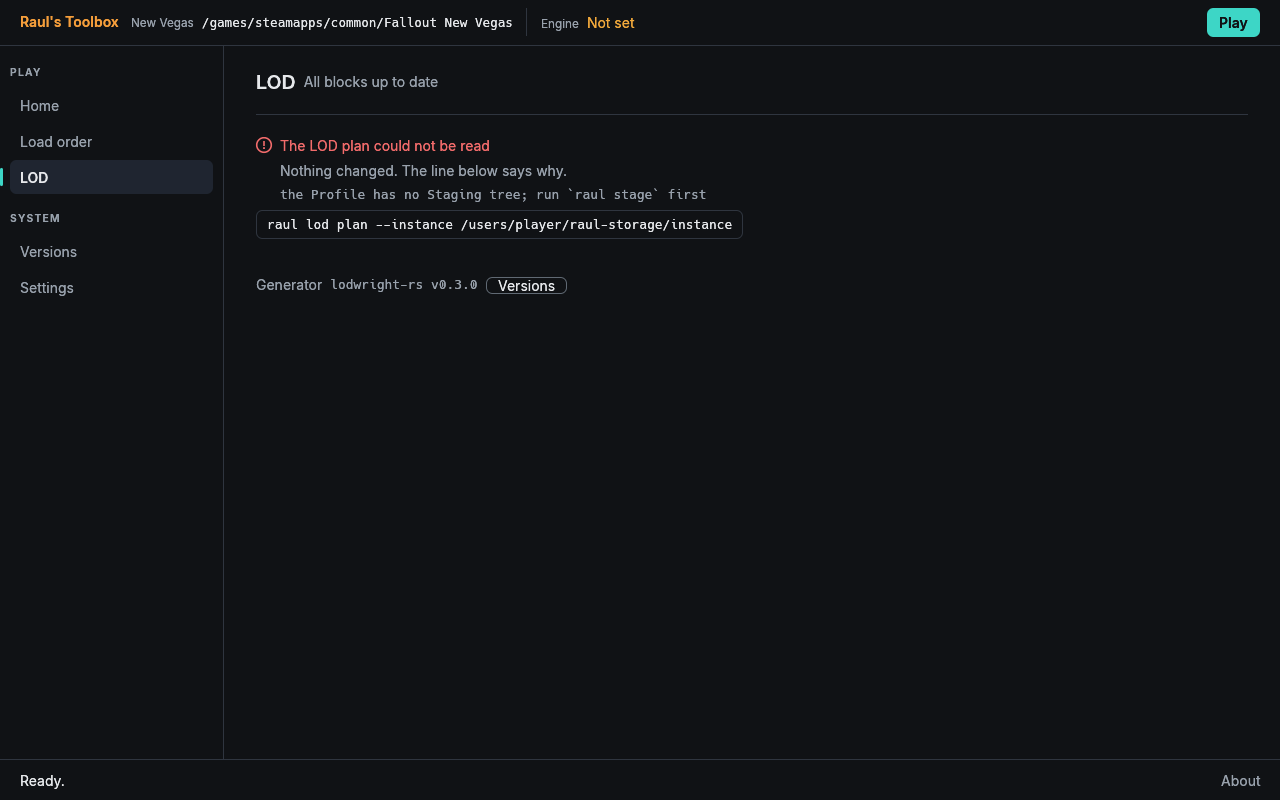 Raul's Toolbox New Vegas /games/steamapps/common/Fallout New Vegas Engine Not set Play
PLAY
Home
Load order
LOD
SYSTEM
Versions
Settings
LOD All blocks up to date
The LOD plan could not be read
Nothing changed. The line below says why.
the Profile has no Staging tree; run `raul stage` first
raul lod plan --instance /users/player/raul-storage/instance
Generator lodwright-rs v0.3.0 Versions
Ready. About